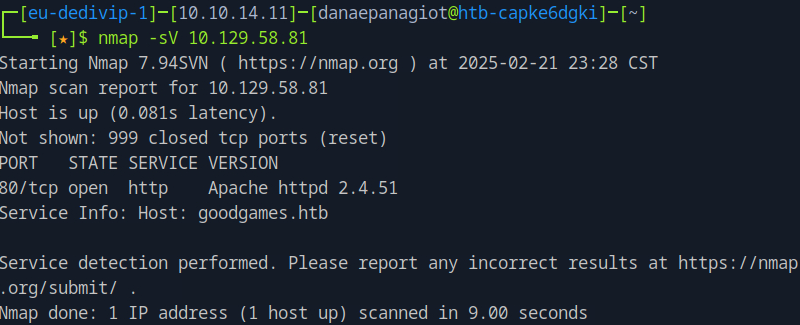 ┌─[eu-dedivip-1]─[10.10.14.11]─[danaepanagiot@htb-capke6dgki]─[~]
└──╼ [★]$ nmap -sV 10.129.58.81
Starting Nmap 7.94SVN ( https://nmap.org ) at 2025-02-21 23:28 CST
Nmap scan report for 10.129.58.81
Host is up (0.081s latency).
Not shown: 999 closed tcp ports (reset)
PORT   STATE SERVICE VERSION
80/tcp open  http    Apache httpd 2.4.51
Service Info: Host: goodgames.htb

Service detection performed. Please report any incorrect results at https://nmap
.org/submit/ .
Nmap done: 1 IP address (1 host up) scanned in 9.00 seconds